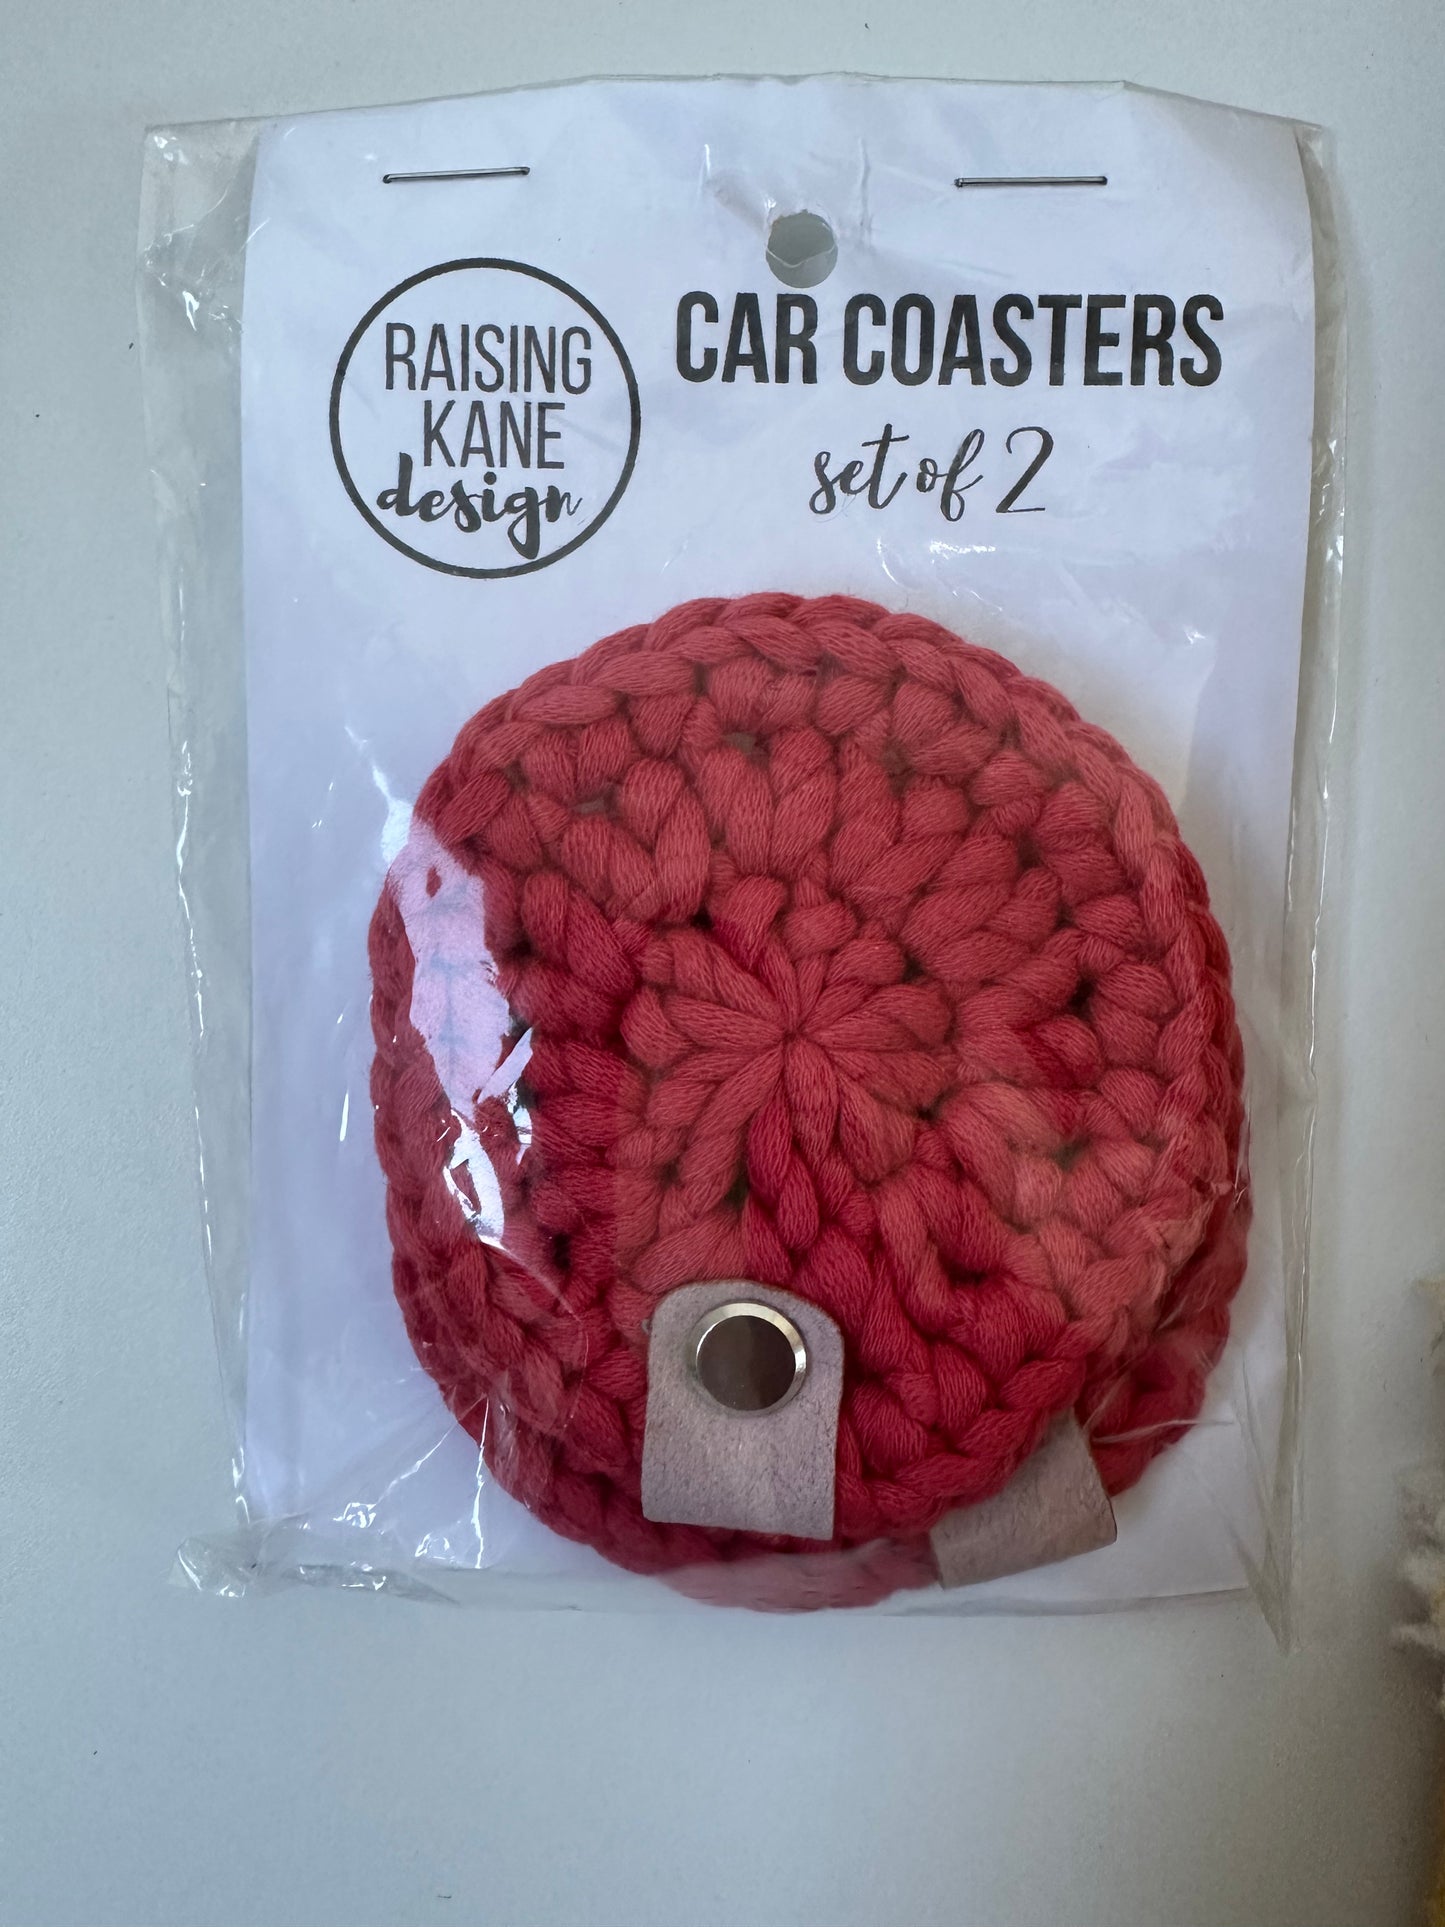 RAISING
KANE
design
CAR COASTERS
set of 2